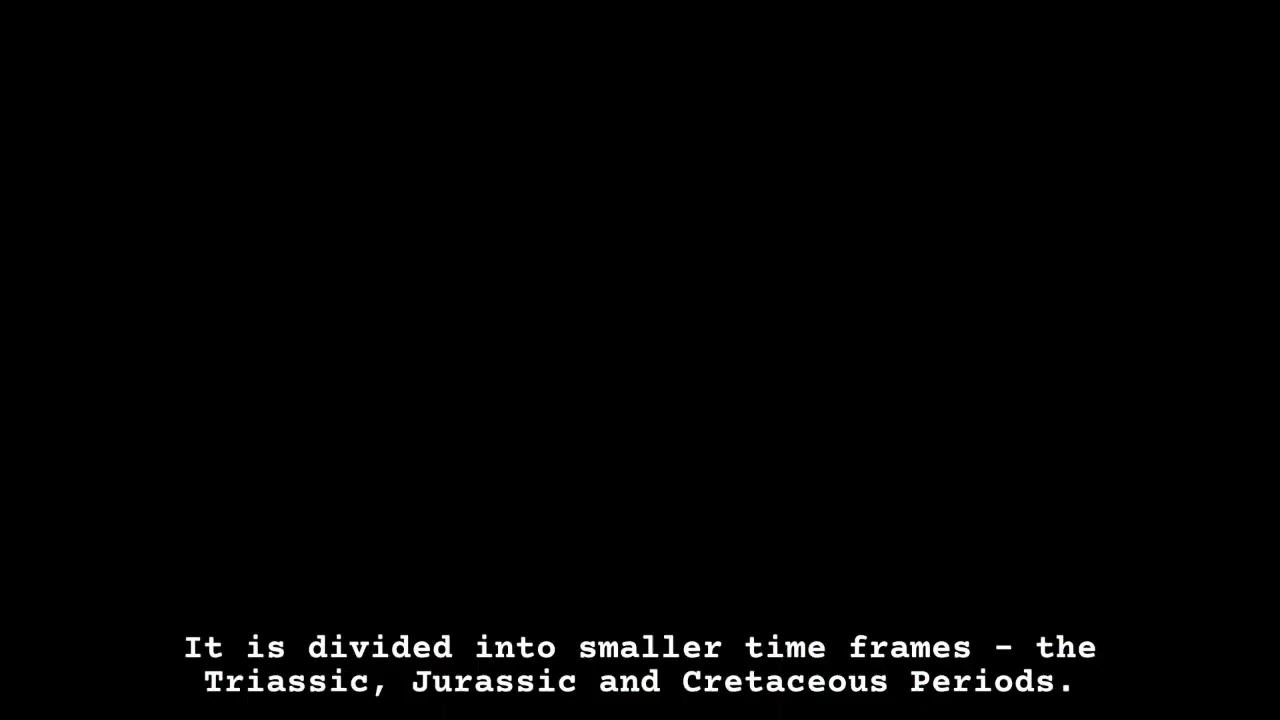 It is divided into smaller time frames - the
Triassic, Jurassic and Cretaceous Periods.